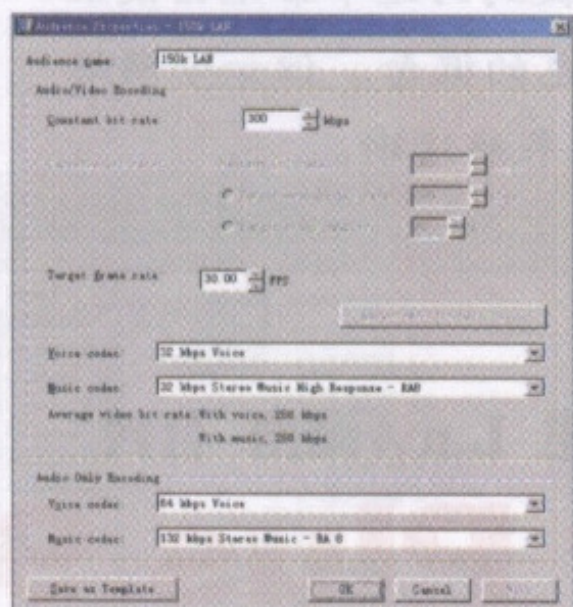 Audience Properties - 150k LAN
Audience name: 150k LAN
Audio/Video Encoding
Constant bit rate 300 kbps
Target frame rate 30.00 FPS
Voice codec: 32 kbps Voice
Music codec: 32 kbps Stereo Music High Response - RA8
Average video bit rate: With voice, 268 kbps
With music, 268 kbps
Audio Only Encoding
Voice codec: 64 kbps Voice
Music codec: 132 kbps Stereo Music - RA 8
Save as Template OK Cancel